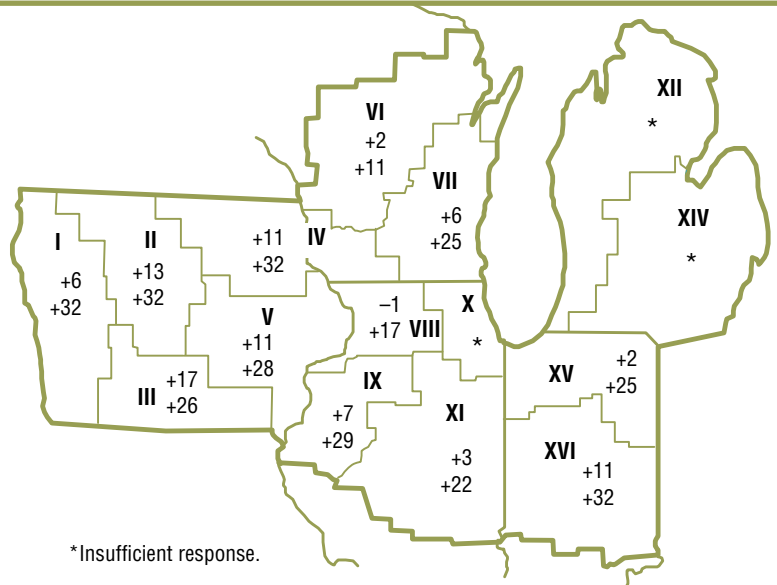 XII
*
VI
+2
+11
VII
+6
+25
XIV
*
I
+6
+32
II
+13
+32
+11 IV
+32
V
+11
+28
–1
+17 VIII
X
*
III +17
+26
IX
+7
+29
XI
+3
+22
XV +2
+25
XVI
+11
+32
*Insufficient response.